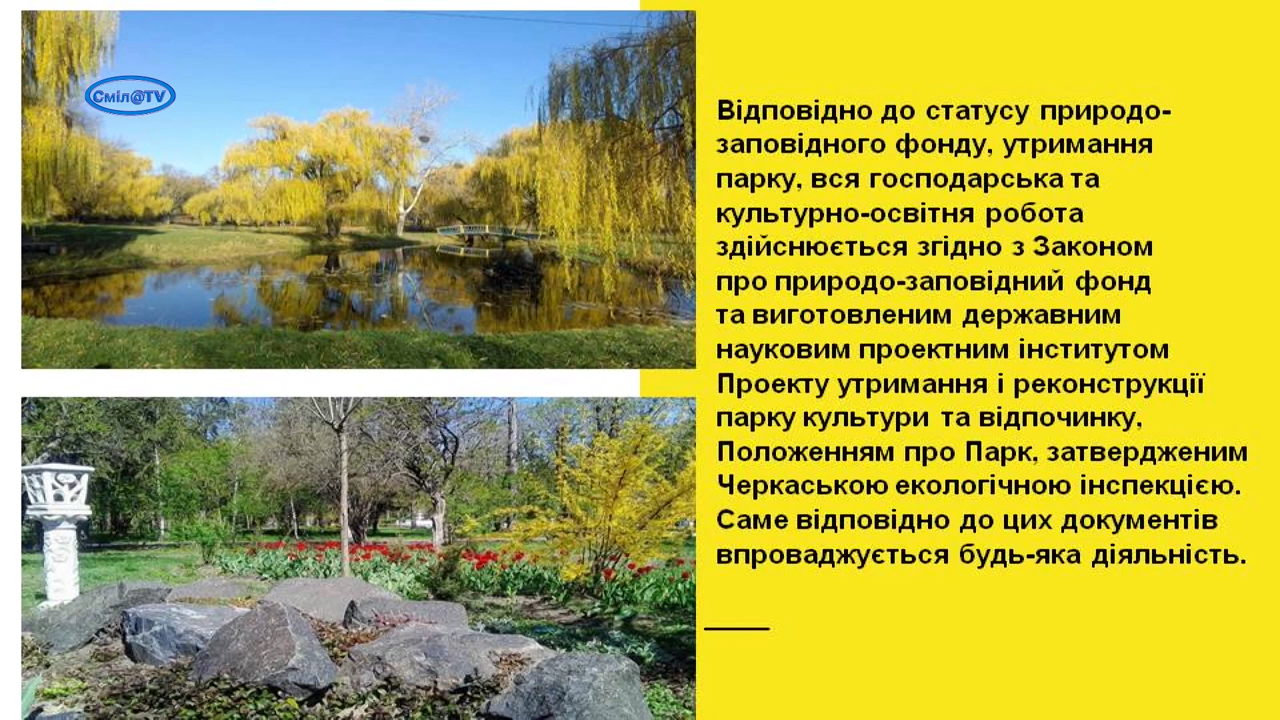 Сміл@TV
Відповідно до статусу природо-
заповідного фонду, утримання
парку, вся господарська та
культурно-освітня робота
здійснюється згідно з Законом
про природо-заповідний фонд
та виготовленим державним
науковим проектним інститутом
Проекту утримання і реконструкції
парку культури та відпочинку,
Положенням про Парк, затвердженим
Черкаською екологічною інспекцією.
Саме відповідно до цих документів
впроваджується будь-яка діяльність.